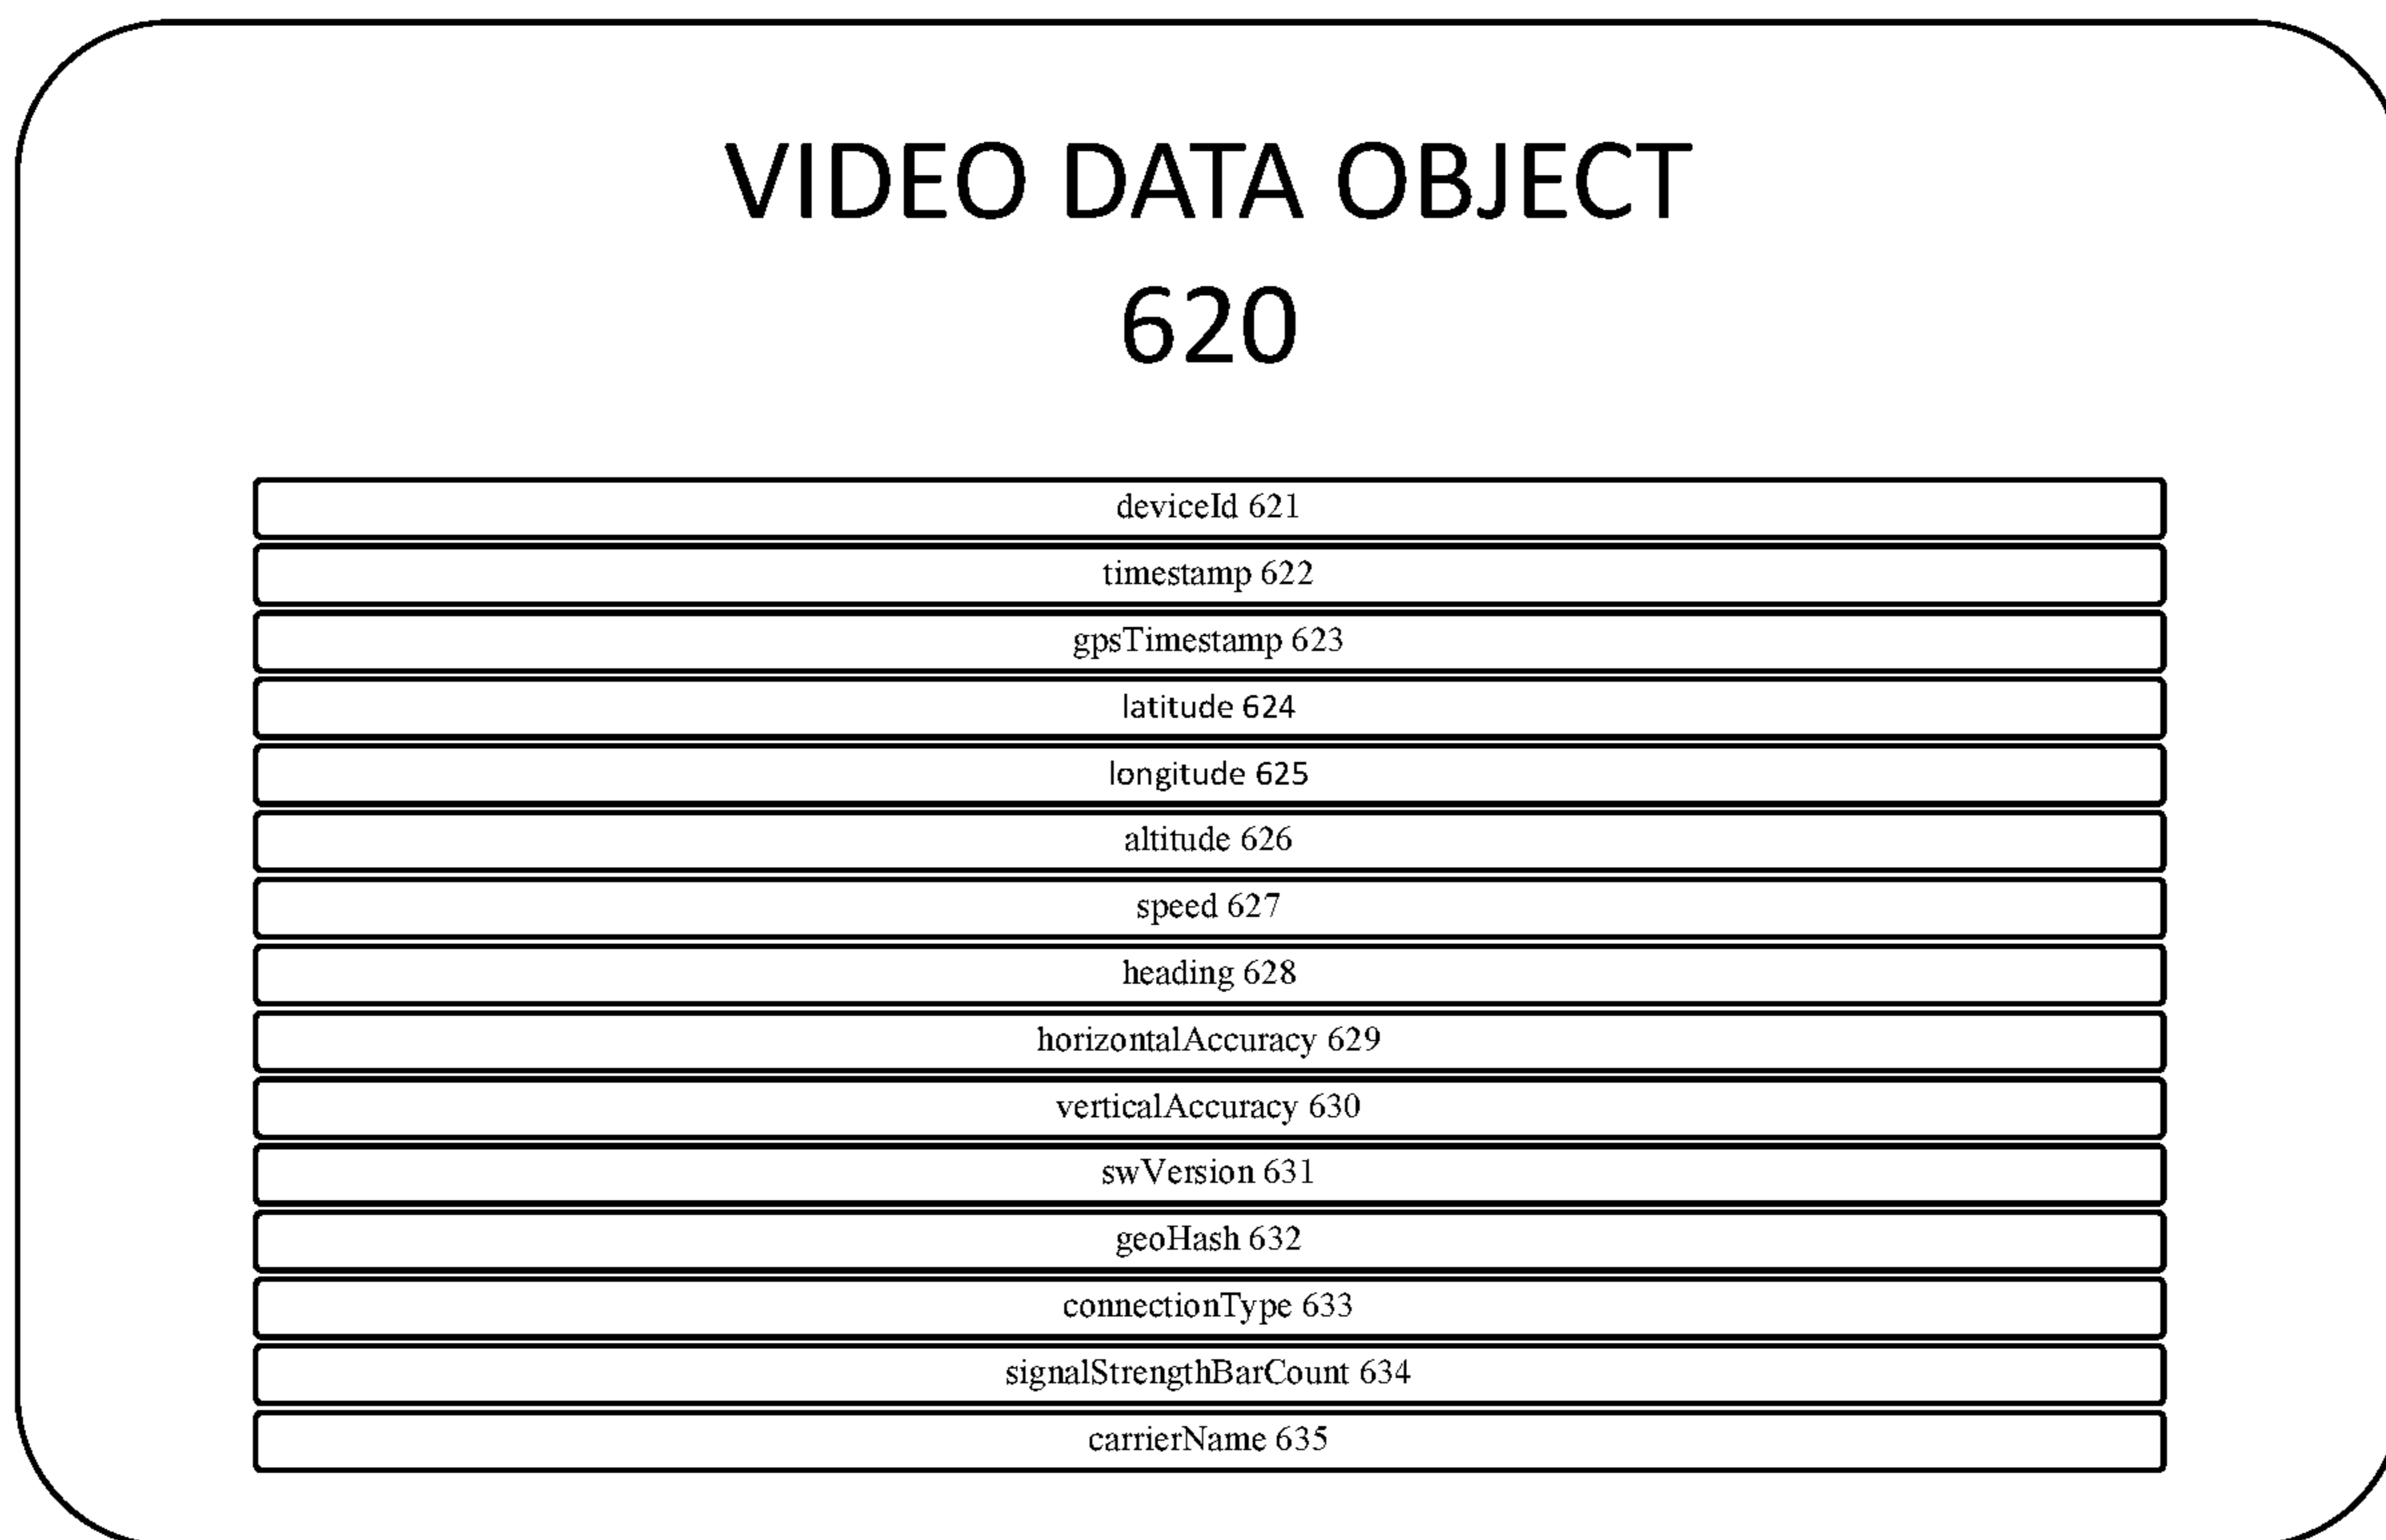 VIDEO DATA OBJECT
620
deviceId 621
timestamp 622
gpsTimestamp 623
latitude 624
longitude 625
altitude 626
speed 627
heading 628
horizontalAccuracy 629
verticalAccuracy 630
swVersion 631
geoHash 632
connectionType 633
signalStrengthBarCount 634
carrierName 635